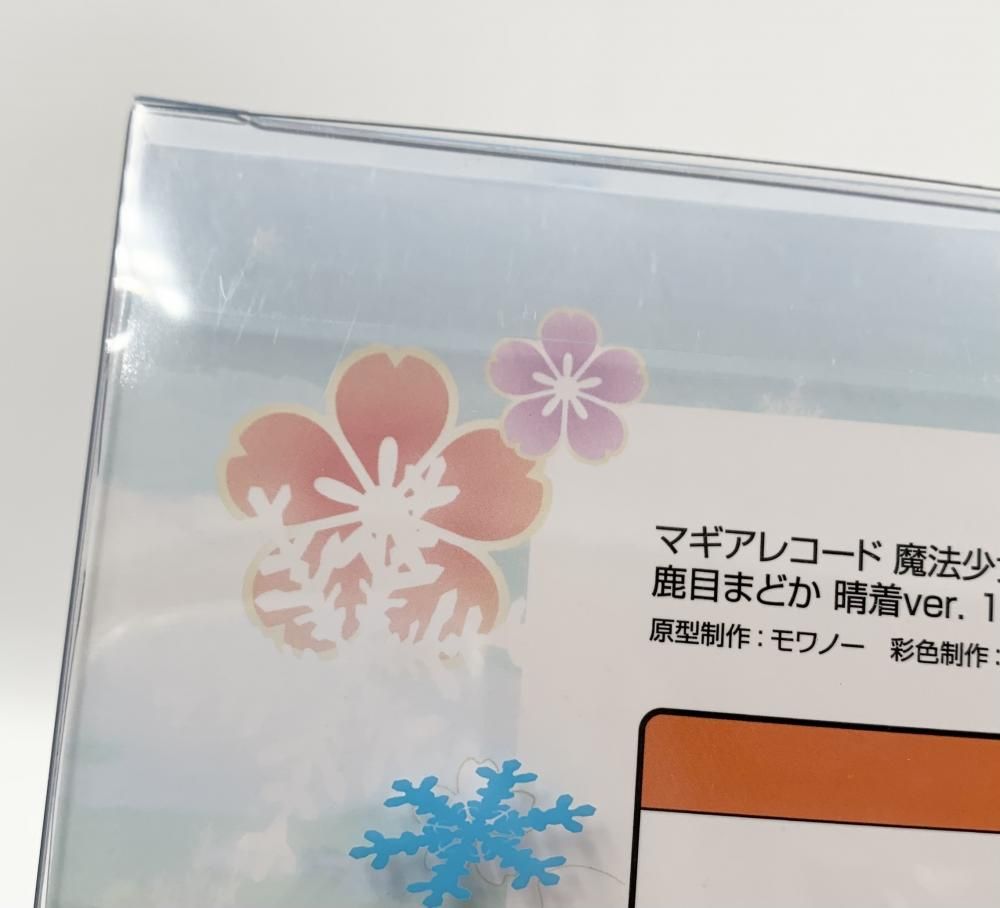 マギアレコード 魔法少
鹿目まどか 晴着ver. 1
原型制作：モワノー　彩色制作：